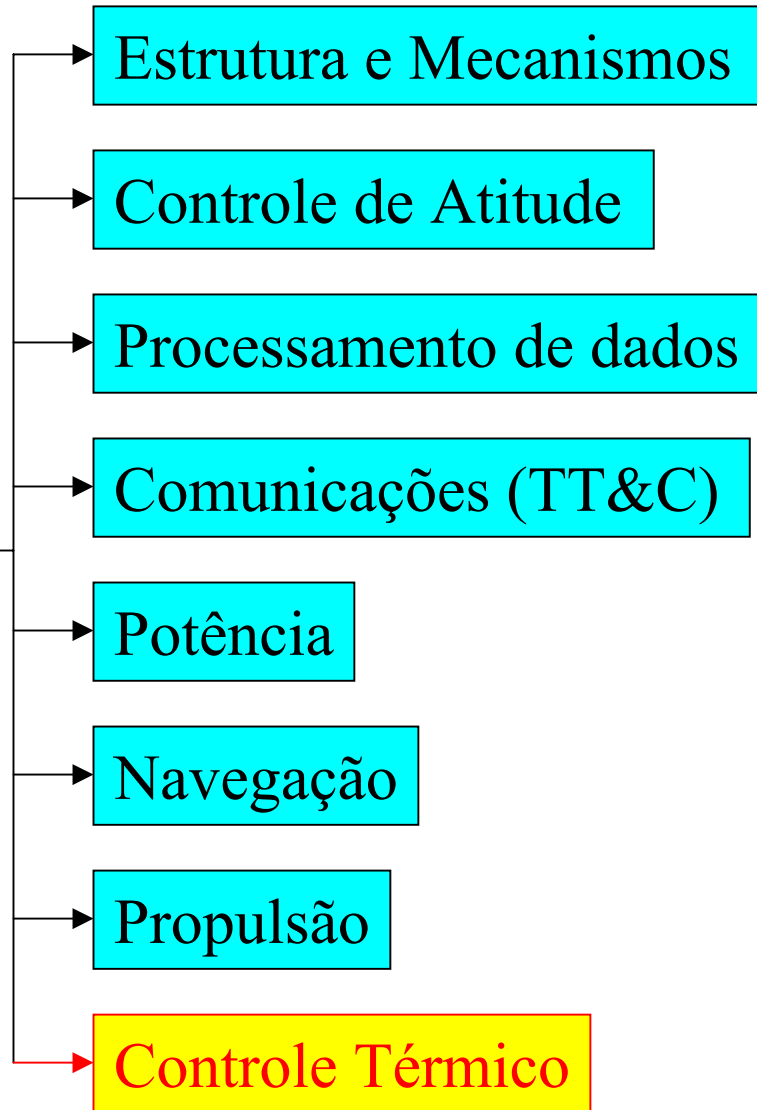 Estrutura e Mecanismos
Controle de Atitude
Processamento de dados
Comunicações (TT&C)
Potência
Navegação
Propulsão
Controle Térmico